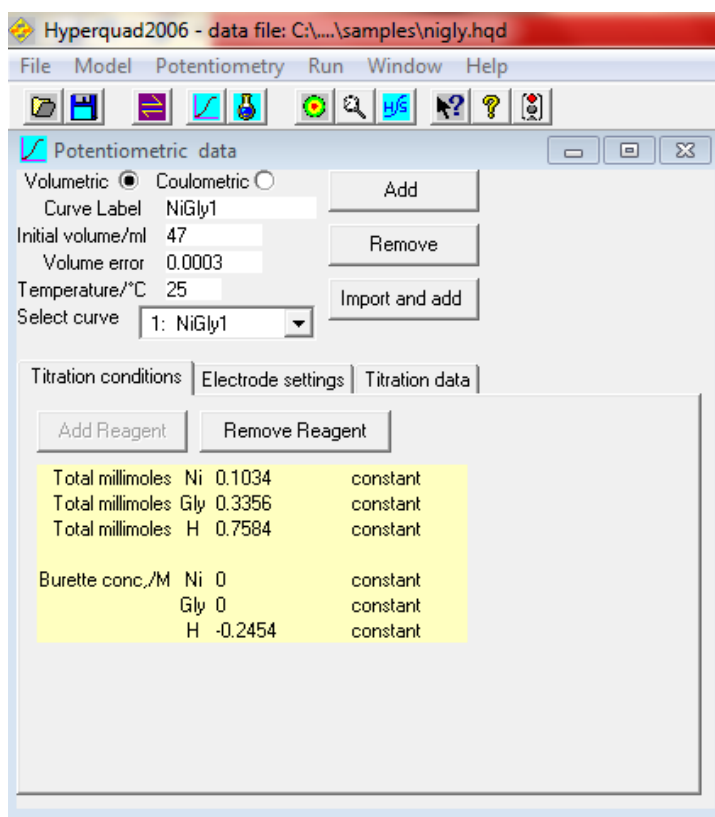 Hyperquad2006 - data file: C:\....\samples\nigly.hqd
File Model Potentiometry Run Window Help
H/G ? ?
Potentiometric data
Volumetric Coulometric
Curve Label NiGly1
Initial volume/ml 47
Volume error 0.0003
Temperature/°C 25
Select curve 1: NiGly1
Add
Remove
Import and add
Titration conditions Electrode settings Titration data
Add Reagent Remove Reagent
Total millimoles Ni 0.1034 constant
Total millimoles Gly 0.3356 constant
Total millimoles H 0.7584 constant
Burette conc,/M Ni 0 constant
Gly 0 constant
H -0.2454 constant